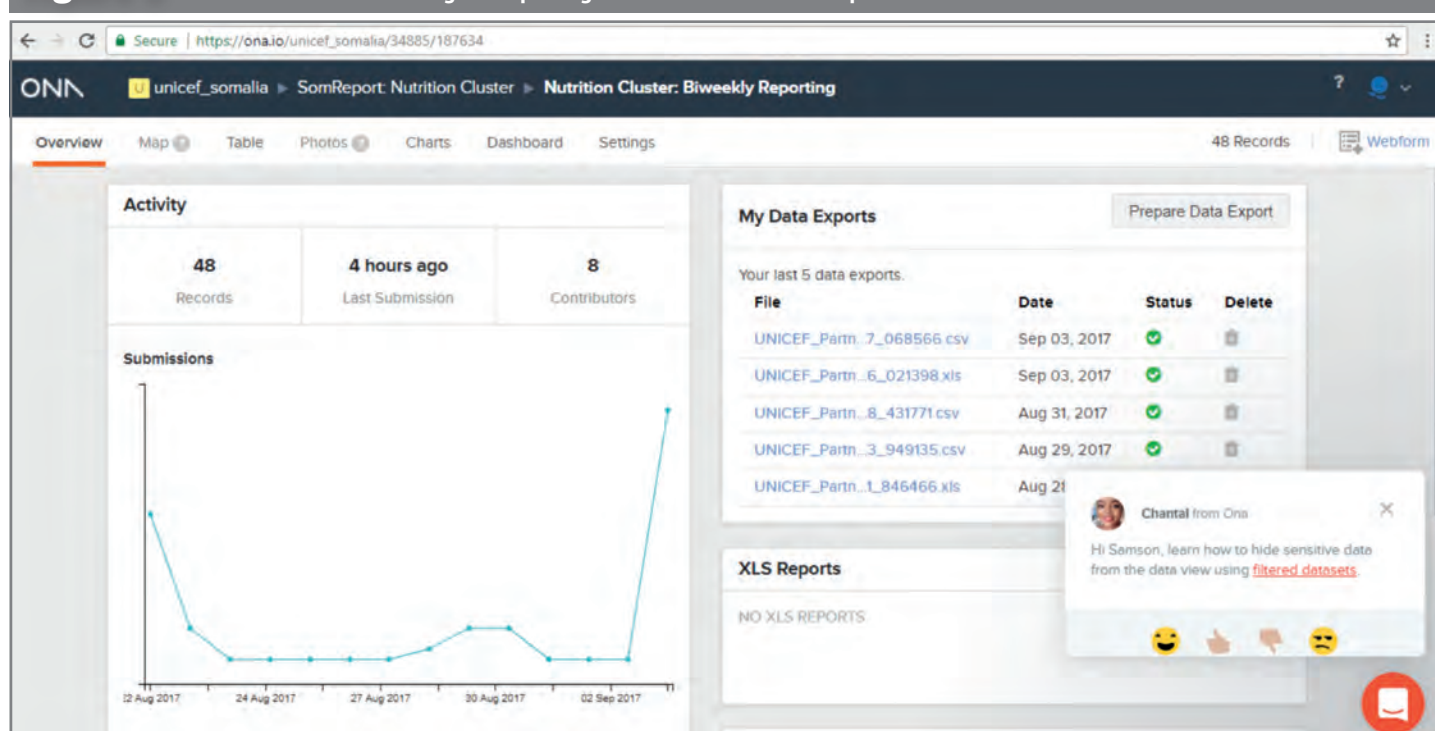 Secure | https://ona.io/unicef_somalia/34885/187634
ONA unicef_somalia ▶ SomReport: Nutrition Cluster ▶ Nutrition Cluster: Biweekly Reporting ?
Overview Map Table Photos Charts Dashboard Settings 48 Records Webform
Activity
48 4 hours ago 8
Records Last Submission Contributors
Submissions
22 Aug 2017 24 Aug 2017 27 Aug 2017 30 Aug 2017 02 Sep 2017
My Data Exports Prepare Data Export
Your last 5 data exports.
File Date Status Delete
UNICEF_Partn...7_068566.csv Sep 03, 2017
UNICEF_Partn...6_021398.xls Sep 03, 2017
UNICEF_Partn...8_431771.csv Aug 31, 2017
UNICEF_Partn...3_949135.csv Aug 29, 2017
UNICEF_Partn...1_846466.xls Aug
XLS Reports
NO XLS REPORTS
Chantal from Ona
Hi Samson, learn how to hide sensitive data
from the data view using filtered datasets.